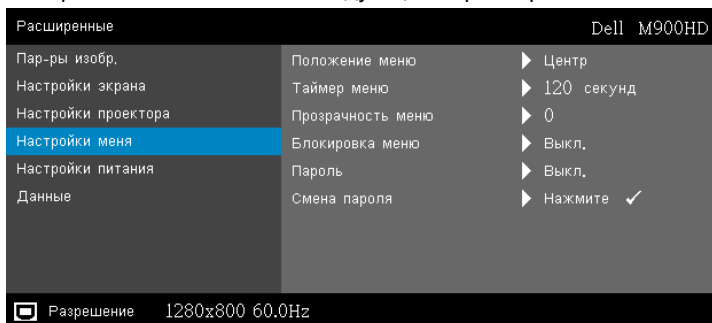 Расширенные Dell M900HD
Пар-ры изобр.
Настройки экрана
Настройки проектора
Настройки меня
Настройки питания
Данные
Положение меню Центр
Таймер меню 120 секунд
Прозрачность меню 0
Блокировка меню Выкл.
Пароль Выкл.
Смена пароля Нажмите ✓
Разрешение 1280x800 60.0Hz